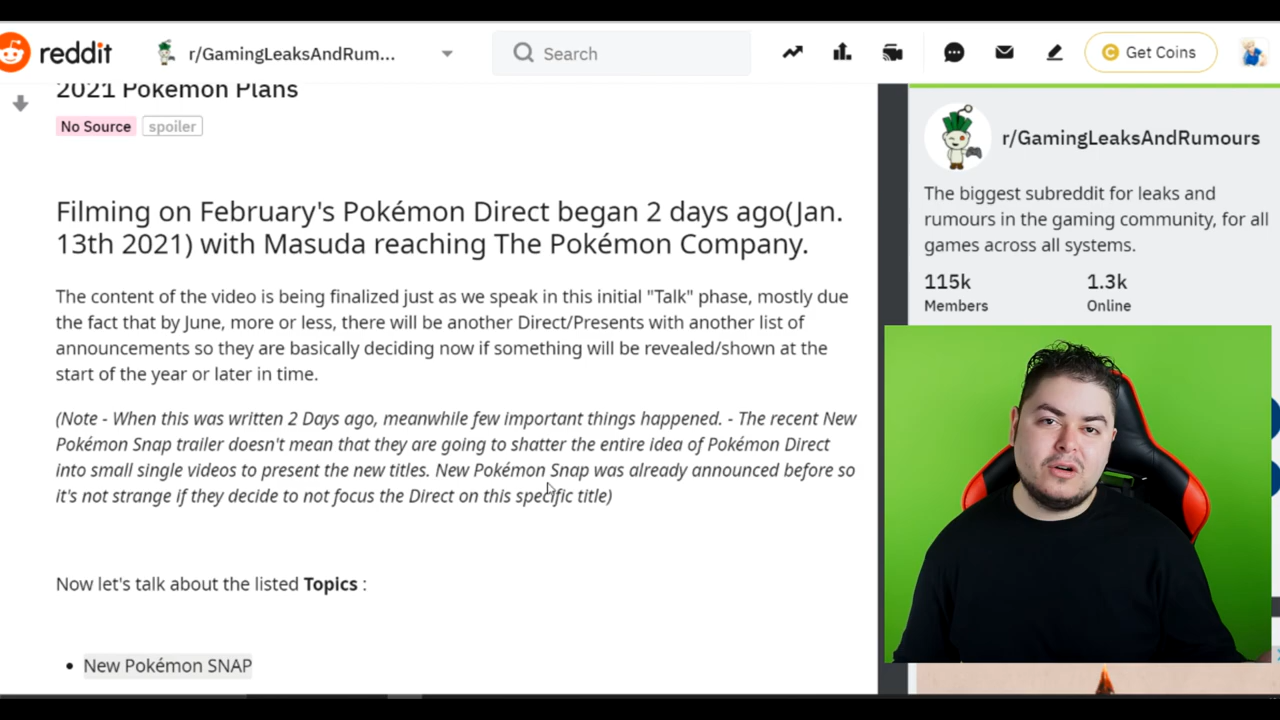 reddit
r/GamingLeaksAndRum...
Search
Get Coins
2021 Pokémon Plans
No Source
spoiler
Filming on February's Pokémon Direct began 2 days ago(Jan.
13th 2021) with Masuda reaching The Pokémon Company.
The content of the video is being finalized just as we speak in this initial "Talk" phase, mostly due
the fact that by June, more or less, there will be another Direct/Presents with another list of
announcements so they are basically deciding now if something will be revealed/shown at the
start of the year or later in time.
(Note - When this was written 2 Days ago, meanwhile few important things happened. - The recent New
Pokémon Snap trailer doesn't mean that they are going to shatter the entire idea of Pokémon Direct
into small single videos to present the new titles. New Pokémon Snap was already announced before so
it's not strange if they decide to not focus the Direct on this specific title)
Now let's talk about the listed Topics :
• New Pokémon SNAP
r/GamingLeaksAndRumours
The biggest subreddit for leaks and
rumours in the gaming community, for all
games across all systems.
115k
1.3k
Members
Online